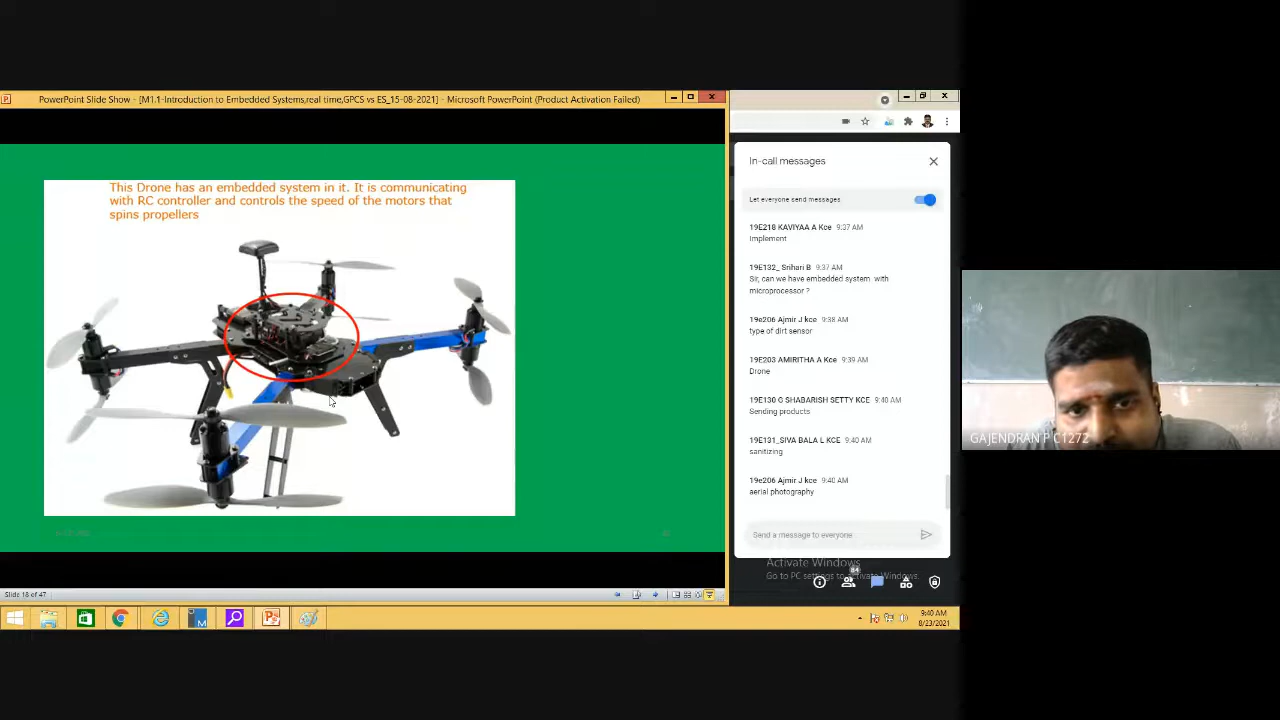 PowerPoint Slide Show - [M1.1-Introduction to Embedded Systems,real time,GPCS vs ES_15-08-2021] - Microsoft PowerPoint (Product Activation Failed)
This Drone has an embedded system in it. It is communicating
with RC controller and controls the speed of the motors that
spins propellers
Slide 18 of 47
In-call messages
Let everyone send messages
19E218 KAVIYAA A Kce 9:37 AM
Implement
19E132_ Srihari B 9:37 AM
Sir, can we have embedded system with
microprocessor ?
19e206 Ajmir J kce 9:38 AM
type of dirt sensor
19E203 AMIRITHA A KCE 9:39 AM
Drone
19E130 G SHABARISH SETTY KCE 9:40 AM
Sending products
19E131_SIVA BALA L KCE 9:40 AM
sanitizing
19e206 Ajmir J kce 9:40 AM
aerial photography
Send a message to everyone
Activate Windows
Go to PC settings to activate Windows.
84
9:40 AM
8/23/2021
GAJENDRAN P C1272